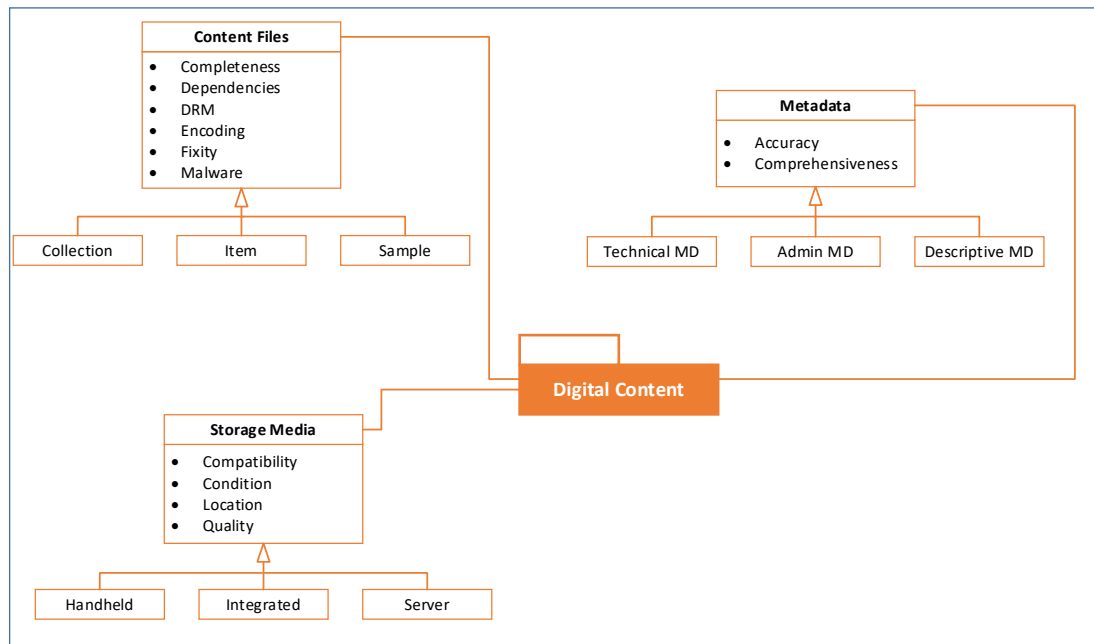 Content Files
• Completeness
• Dependencies
• DRM
• Encoding
• Fixity
• Malware
Collection
Item
Sample
Metadata
• Accuracy
• Comprehensiveness
Technical MD
Admin MD
Descriptive MD
Digital Content
Storage Media
• Compatibility
• Condition
• Location
• Quality
Handheld
Integrated
Server